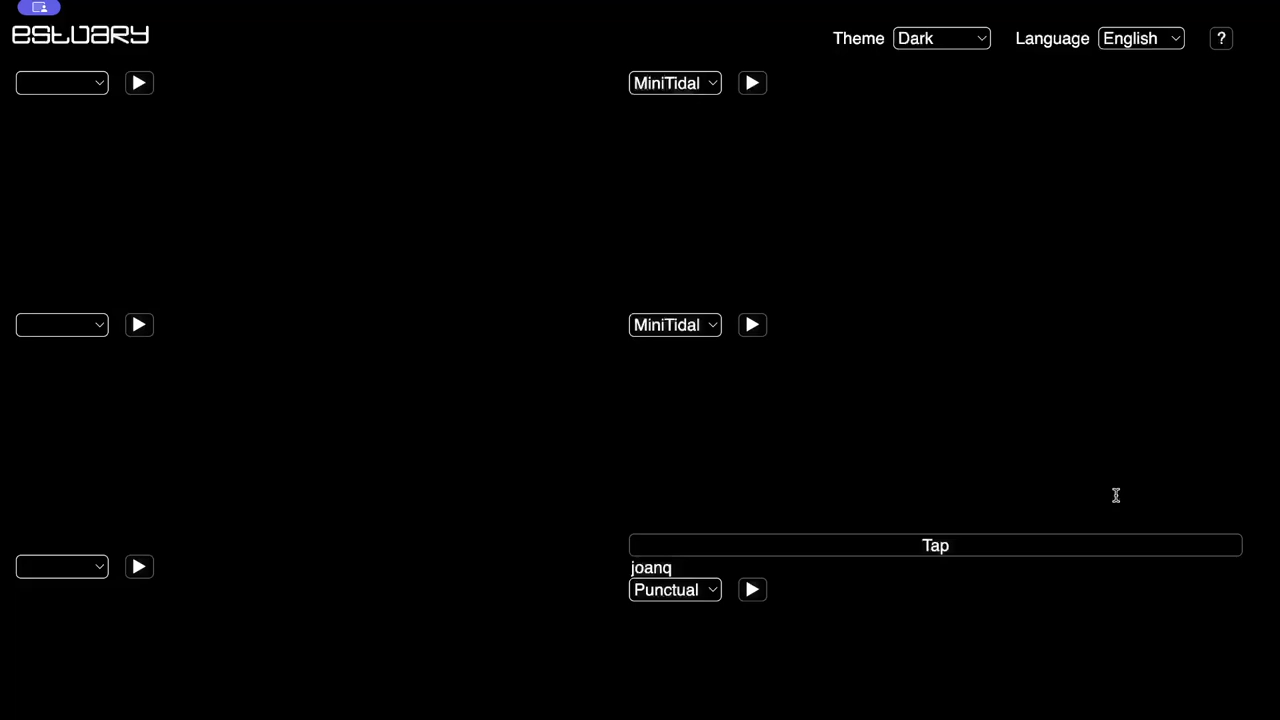 estuary
Theme Dark Language English ?
MiniTidal
MiniTidal
Tap
joanq
Punctual